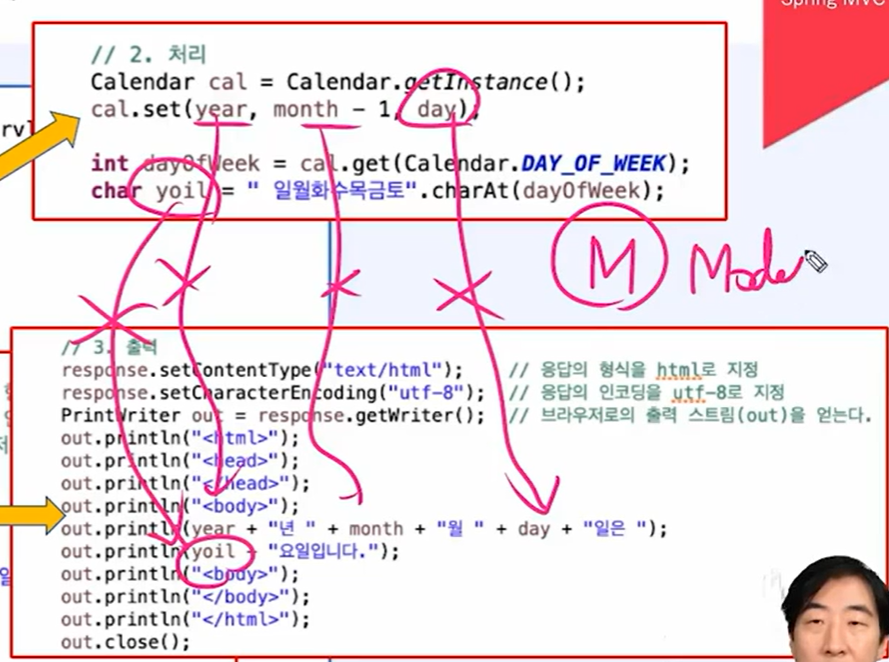 Spring MVC
// 2. 처리
Calendar cal = Calendar.getInstance();
cal.set(year, month - 1, day);
int dayOfWeek = cal.get(Calendar.DAY_OF_WEEK);
char yoil = " 일월화수목금토".charAt(dayOfWeek);
M Mode
// 3. 출력
response.setContentType("text/html"); // 응답의 형식을 html로 지정
response.setCharacterEncoding("utf-8"); // 응답의 인코딩을 utf-8로 지정
PrintWriter out = response.getWriter(); // 브라우저로의 출력 스트림(out)을 얻는다.
out.println("<html>");
out.println("<head>");
out.println("</head>");
out.println("<body>");
out.println(year + "년 " + month + "월 " + day + "일은 ");
out.println(yoil + "요일입니다.");
out.println("<body>");
out.println("</body>");
out.println("</html>");
out.close();